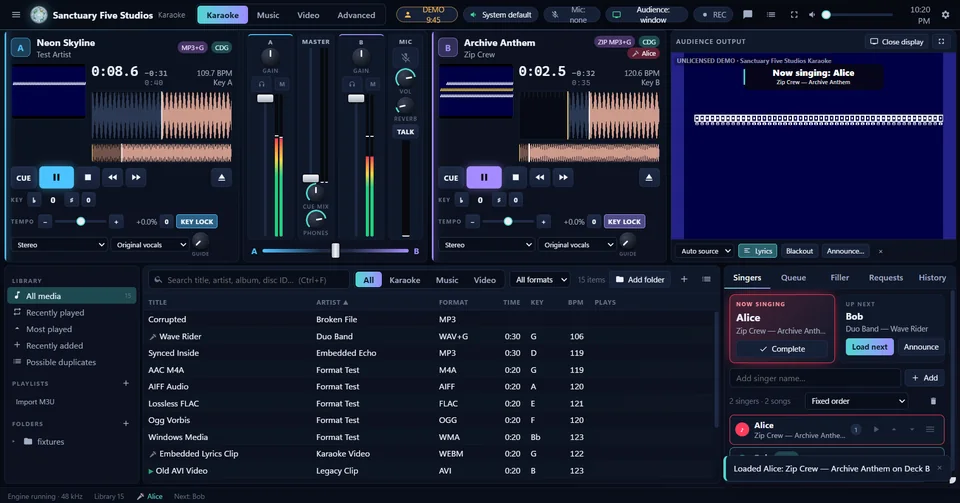 Sanctuary Five Studios Karaoke
Karaoke Music Video Advanced
DEMO 9:45
System default
Mic: none
Audience: window
REC
10:20 PM
A Neon Skyline
Test Artist
MP3+G CDG
0:08.6 -0:31
0:40
109.7 BPM
Key A
CUE
KEY ♭ 0 ♯ 0
TEMPO - + +0.0% 0 KEY LOCK
Stereo Original vocals GUIDE
A MASTER B MIC
GAIN GAIN
M M
VOL
REVERB
TALK
CUE MIX
PHONES
A B
B Archive Anthem
Zip Crew
ZIP MP3+G CDG
Alice
0:02.5 -0:32
0:35
120.6 BPM
Key B
CUE
KEY ♭ 0 ♯ 0
TEMPO - + +0.0% 0 KEY LOCK
Stereo Original vocals GUIDE
AUDIENCE OUTPUT Close display
UNLICENSED DEMO · Sanctuary Five Studios Karaoke
Now singing: Alice
Zip Crew — Archive Anthem
Auto source Lyrics Blackout Announce... ×
LIBRARY
All media 15
Recently played
Most played
Recently added
Possible duplicates
PLAYLISTS +
Import M3U
FOLDERS +
fixtures
Search title, artist, album, disc ID... (Ctrl+F)
All Karaoke Music Video
All formats 15 items Add folder +
TITLE ARTIST ▲ FORMAT TIME KEY BPM PLAYS
Corrupted Broken File MP3
Wave Rider Duo Band WAV+G 0:30 G 106
Synced Inside Embedded Echo MP3 0:30 D 119
AAC M4A Format Test M4A 0:20 G 119
AIFF Audio Format Test AIFF 0:20 A 120
Lossless FLAC Format Test FLAC 0:20 E 121
Ogg Vorbis Format Test OGG 0:20 F 120
Windows Media Format Test WMA 0:20 Bb 123
Embedded Lyrics Clip Karaoke Video WEBM 0:20 G 122
Old AVI Video Legacy Clip AVI 0:20 B 123
Singers Queue Filler Requests History
NOW SINGING
Alice
Zip Crew — Archive Anth...
Complete
UP NEXT
Bob
Duo Band — Wave Rider
Load next Announce
Add singer name... + Add
2 singers · 2 songs Fixed order
Alice
Zip Crew — Archive Anthe...
1
Loaded Alice: Zip Crew — Archive Anthem on Deck B ×
Engine running · 48 kHz Library 15 Alice Next: Bob